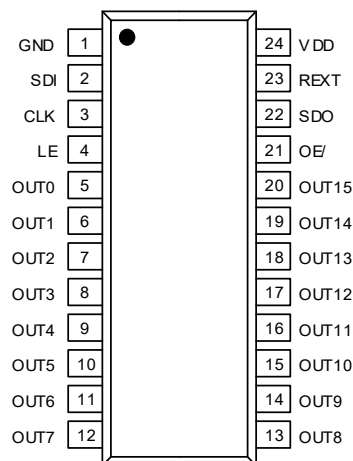 GND 1 24 VDD
SDI 2 23 REXT
CLK 3 22 SDO
LE 4 21 OE/
OUT0 5 20 OUT15
OUT1 6 19 OUT14
OUT2 7 18 OUT13
OUT3 8 17 OUT12
OUT4 9 16 OUT11
OUT5 10 15 OUT10
OUT6 11 14 OUT9
OUT7 12 13 OUT8